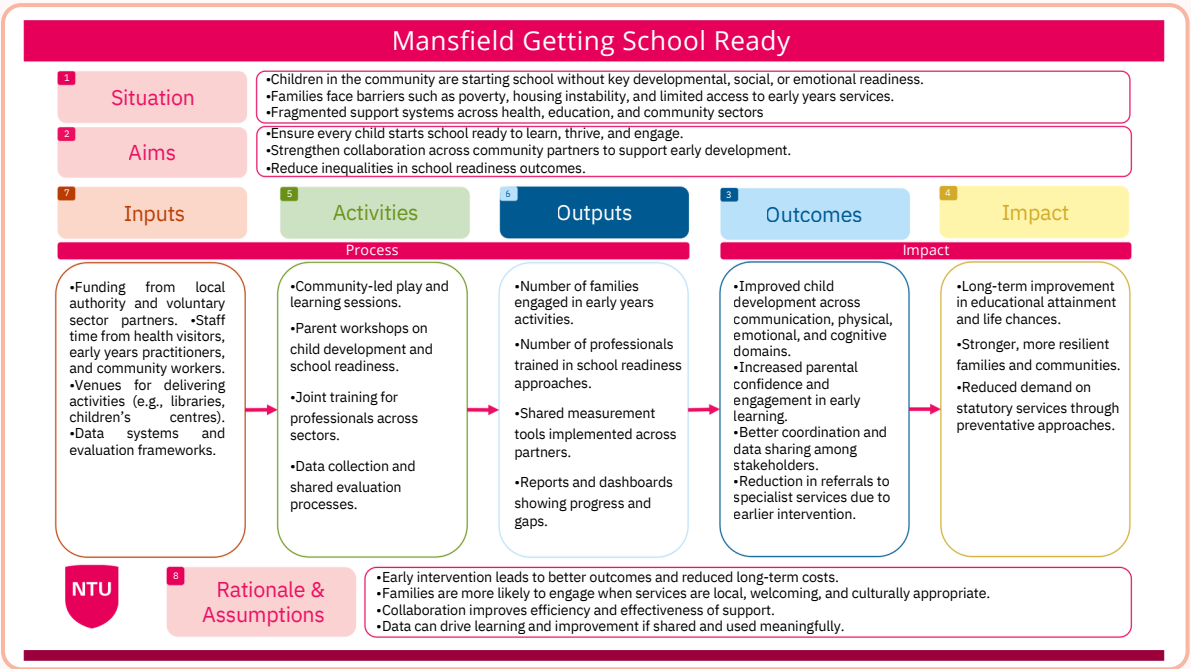 Mansfield Getting School Ready
1
Situation
•Children in the community are starting school without key developmental, social, or emotional readiness.
•Families face barriers such as poverty, housing instability, and limited access to early years services.
•Fragmented support systems across health, education, and community sectors
2
Aims
•Ensure every child starts school ready to learn, thrive, and engage.
•Strengthen collaboration across community partners to support early development.
•Reduce inequalities in school readiness outcomes.
7
Inputs
5
Activities
6
Outputs
3
Outcomes
4
Impact
Process
Impact
•Funding from local
authority and voluntary
sector partners. •Staff
time from health visitors,
early years practitioners,
and community workers.
•Venues for delivering
activities (e.g., libraries,
children’s centres).
•Data systems and
evaluation frameworks.
•Community-led play and
learning sessions.
•Parent workshops on
child development and
school readiness.
•Joint training for
professionals across
sectors.
•Data collection and
shared evaluation
processes.
•Number of families
engaged in early years
activities.
•Number of professionals
trained in school readiness
approaches.
•Shared measurement
tools implemented across
partners.
•Reports and dashboards
showing progress and
gaps.
•Improved child
development across
communication, physical,
emotional, and cognitive
domains.
•Increased parental
confidence and
engagement in early
learning.
•Better coordination and
data sharing among
stakeholders.
•Reduction in referrals to
specialist services due to
earlier intervention.
•Long-term improvement
in educational attainment
and life chances.
•Stronger, more resilient
families and communities.
•Reduced demand on
statutory services through
preventative approaches.
NTU
8
Rationale &
Assumptions
•Early intervention leads to better outcomes and reduced long-term costs.
•Families are more likely to engage when services are local, welcoming, and culturally appropriate.
•Collaboration improves efficiency and effectiveness of support.
•Data can drive learning and improvement if shared and used meaningfully.